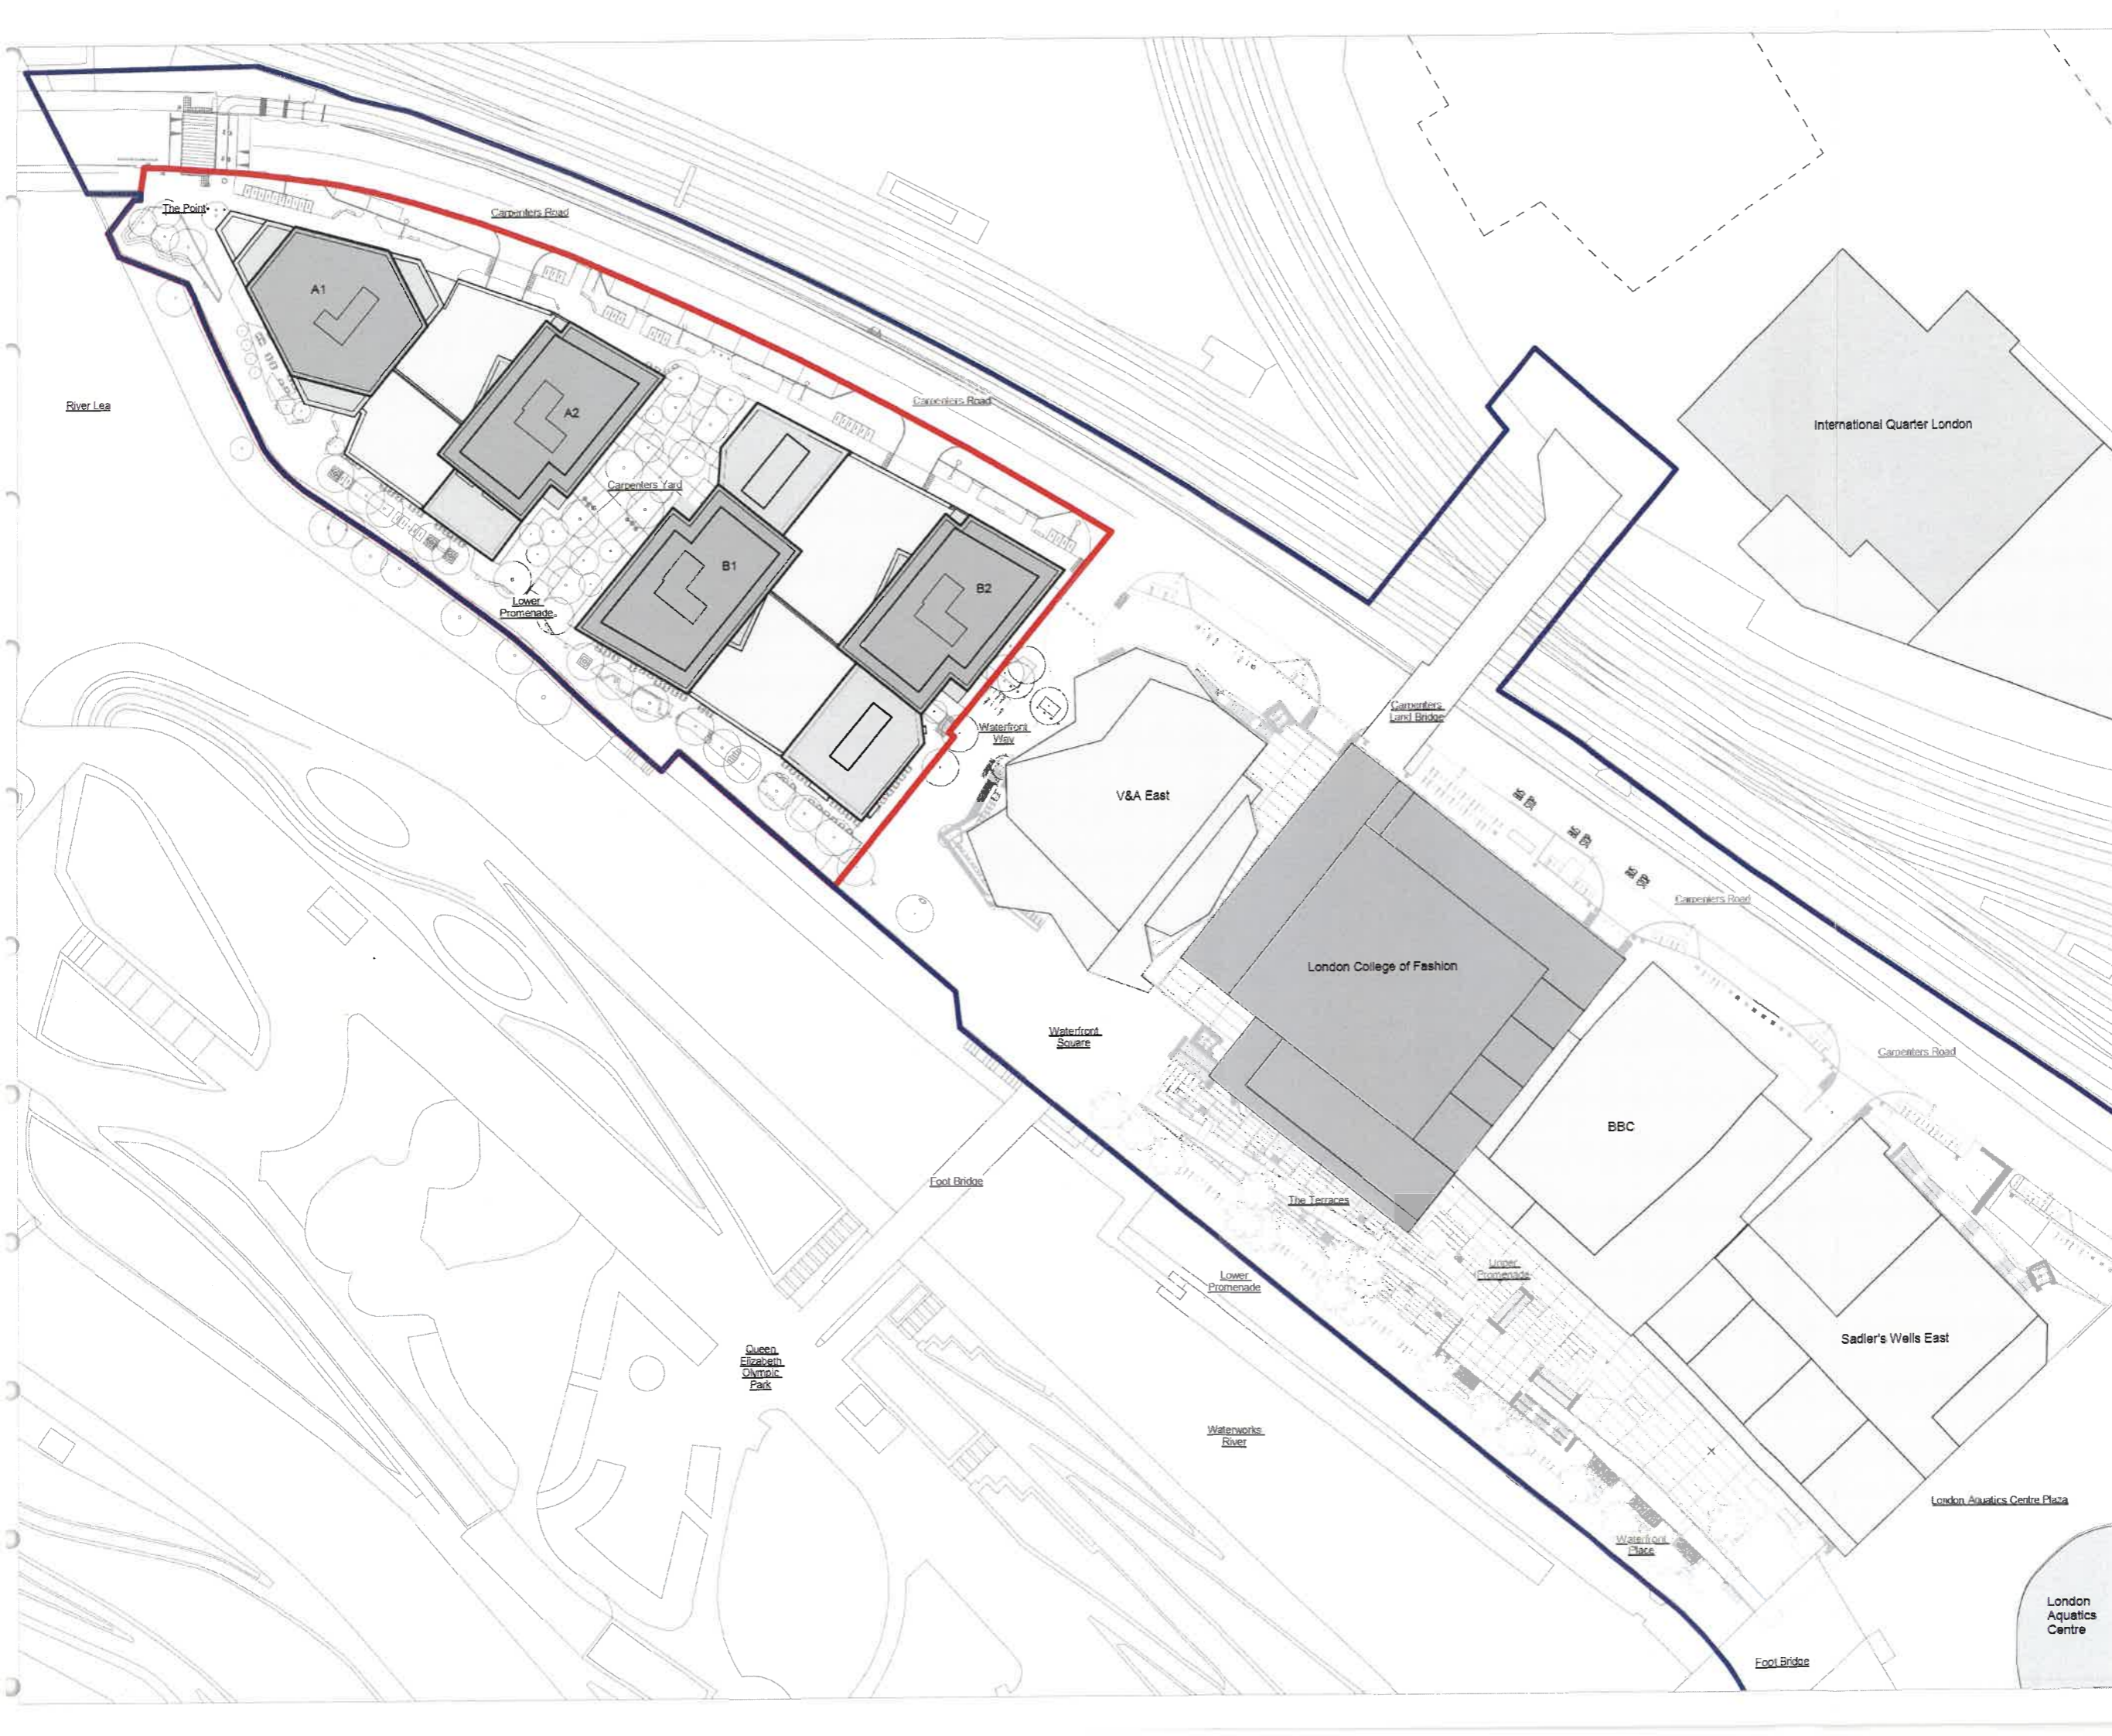 The Point
Carpenters Road
A1
River Lea
A2
Carpenters Road
International Quarter London
Carpenters Yard
B1
B2
Lower
Promenade
Carpenters
Land Bridge
Waterfront
Way
V&A East
Carpenters Road
London College of Fashion
Waterfront
Square
Carpenters Road
BBC
Foot Bridge
The Terraces
Upper
Promenade
Lower
Promenade
Sadler's Wells East
Queen
Elizabeth
Olympic
Park
Waterworks
River
London Aquatics Centre Plaza
Waterfront
Place
London
Aquatics
Centre
Foot Bridge